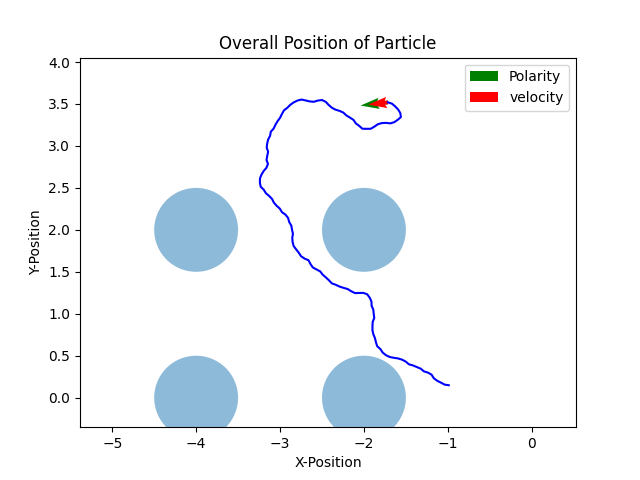 Overall Position of Particle
Polarity
velocity
Y-Position
4.0
3.5
3.0
2.5
2.0
1.5
1.0
0.5
0.0
−5 −4 −3 −2 −1 0
X-Position